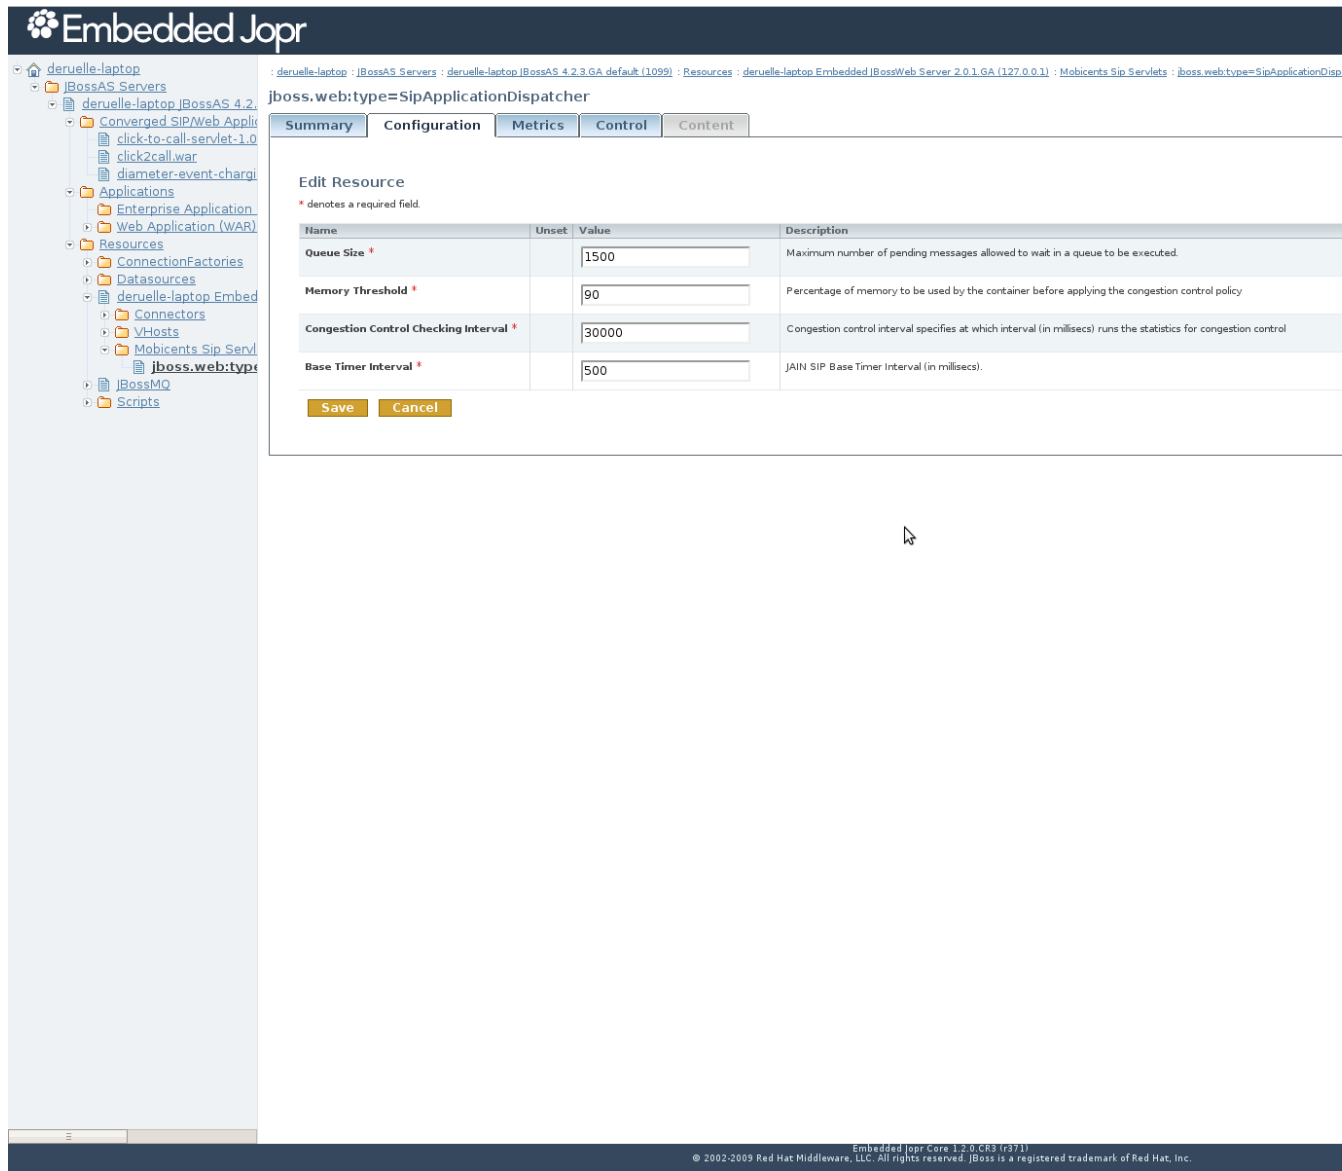 Embedded Jopr
deruelle-laptop
JBossAS Servers
deruelle-laptop JBossAS 4.2.
Converged SIP/Web Applic
click-to-call-servlet-1.0
click2call.war
diameter-event-chargi
Applications
Enterprise Application
Web Application (WAR)
Resources
ConnectionFactories
Datasources
deruelle-laptop Embed
Connectors
VHosts
Mobicents Sip Servl
jboss.web:type
JBossMQ
Scripts
: deruelle-laptop : JBossAS Servers : deruelle-laptop JBossAS 4.2.3.GA default (1099) : Resources : deruelle-laptop Embedded JBossWeb Server 2.0.1.GA (127.0.0.1) : Mobicents Sip Servlets : jboss.web:type=SipApplicationDisp
jboss.web:type=SipApplicationDispatcher
Summary Configuration Metrics Control Content
Edit Resource
* denotes a required field.
Name Unset Value Description
Queue Size * 1500 Maximum number of pending messages allowed to wait in a queue to be executed.
Memory Threshold * 90 Percentage of memory to be used by the container before applying the congestion control policy
Congestion Control Checking Interval * 30000 Congestion control interval specifies at which interval (in millisecs) runs the statistics for congestion control
Base Timer Interval * 500 JAIN SIP Base Timer Interval (in millisecs).
Save Cancel
Embedded Jopr Core 1.2.0.CR3 (r371)
© 2002-2009 Red Hat Middleware, LLC. All rights reserved. JBoss is a registered trademark of Red Hat, Inc.